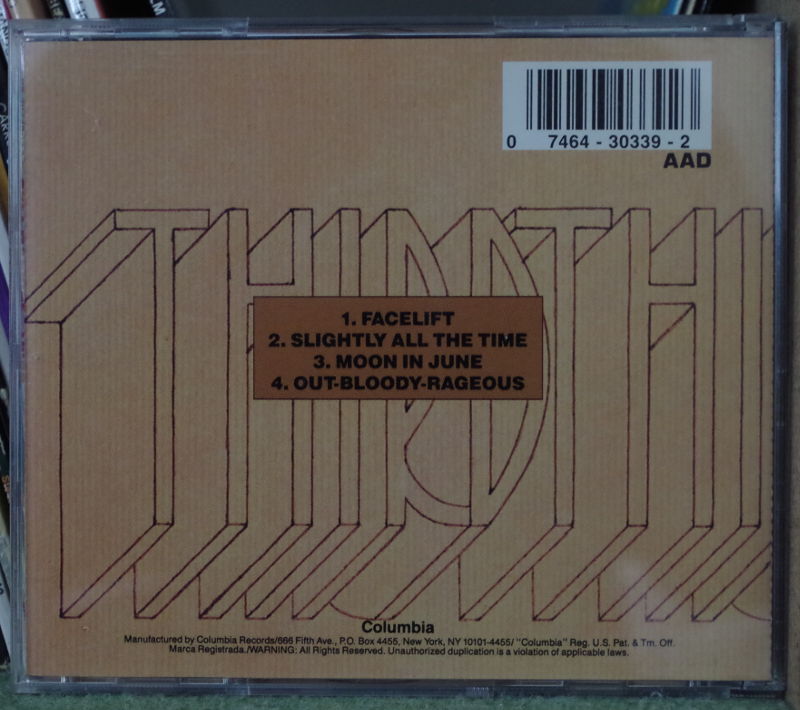 0 7464 - 30339 - 2
AAD
THIRD THI
1. FACELIFT
2. SLIGHTLY ALL THE TIME
3. MOON IN JUNE
4. OUT-BLOODY-RAGEOUS
Columbia
Manufactured by Columbia Records/666 Fifth Ave., P.O. Box 4455, New York, NY 10101-4455/ "Columbia" Reg. U.S. Pat. & Tm. Off.
Marca Registrada./WARNING: All Rights Reserved. Unauthorized duplication is a violation of applicable laws.